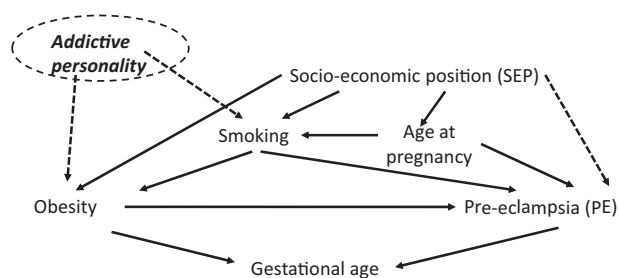 Addictive
personality
Socio-economic position (SEP)
Smoking
Age at
pregnancy
Obesity
Pre-eclampsia (PE)
Gestational age